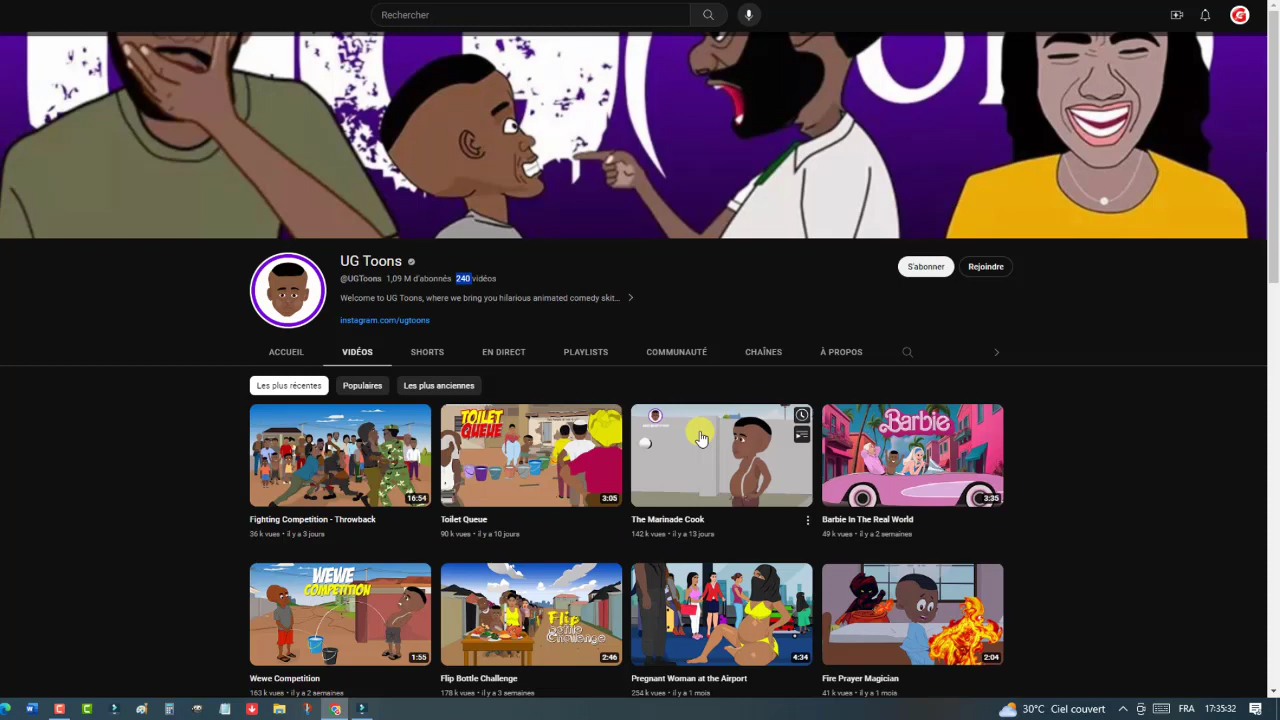 Rechercher
UG Toons
@UGToons 1,09 M d'abonnés 240 vidéos
Welcome to UG Toons, where we bring you hilarious animated comedy skit...
instagram.com/ugtoons
S'abonner
Rejoindre
ACCUEIL VIDÉOS SHORTS EN DIRECT PLAYLISTS COMMUNAUTÉ CHAÎNES À PROPOS
Les plus récentes Populaires Les plus anciennes
16:54
TOILET
QUEUE
3:05
Barbie
3:35
Fighting Competition - Throwback
36 k vues • il y a 3 jours
Toilet Queue
90 k vues • il y a 10 jours
The Marinade Cook
142 k vues • il y a 13 jours
Barbie In The Real World
49 k vues • il y a 2 semaines
WEWE
COMPETITION
1:55
Flip
Bottle
Challenge
2:46
4:34
2:04
Wewe Competition
163 k vues • il y a 2 semaines
Flip Bottle Challenge
178 k vues • il y a 3 semaines
Pregnant Woman at the Airport
254 k vues • il y a 1 mois
Fire Prayer Magician
41 k vues • il y a 1 mois
30°C Ciel couvert FRA 17:35:32